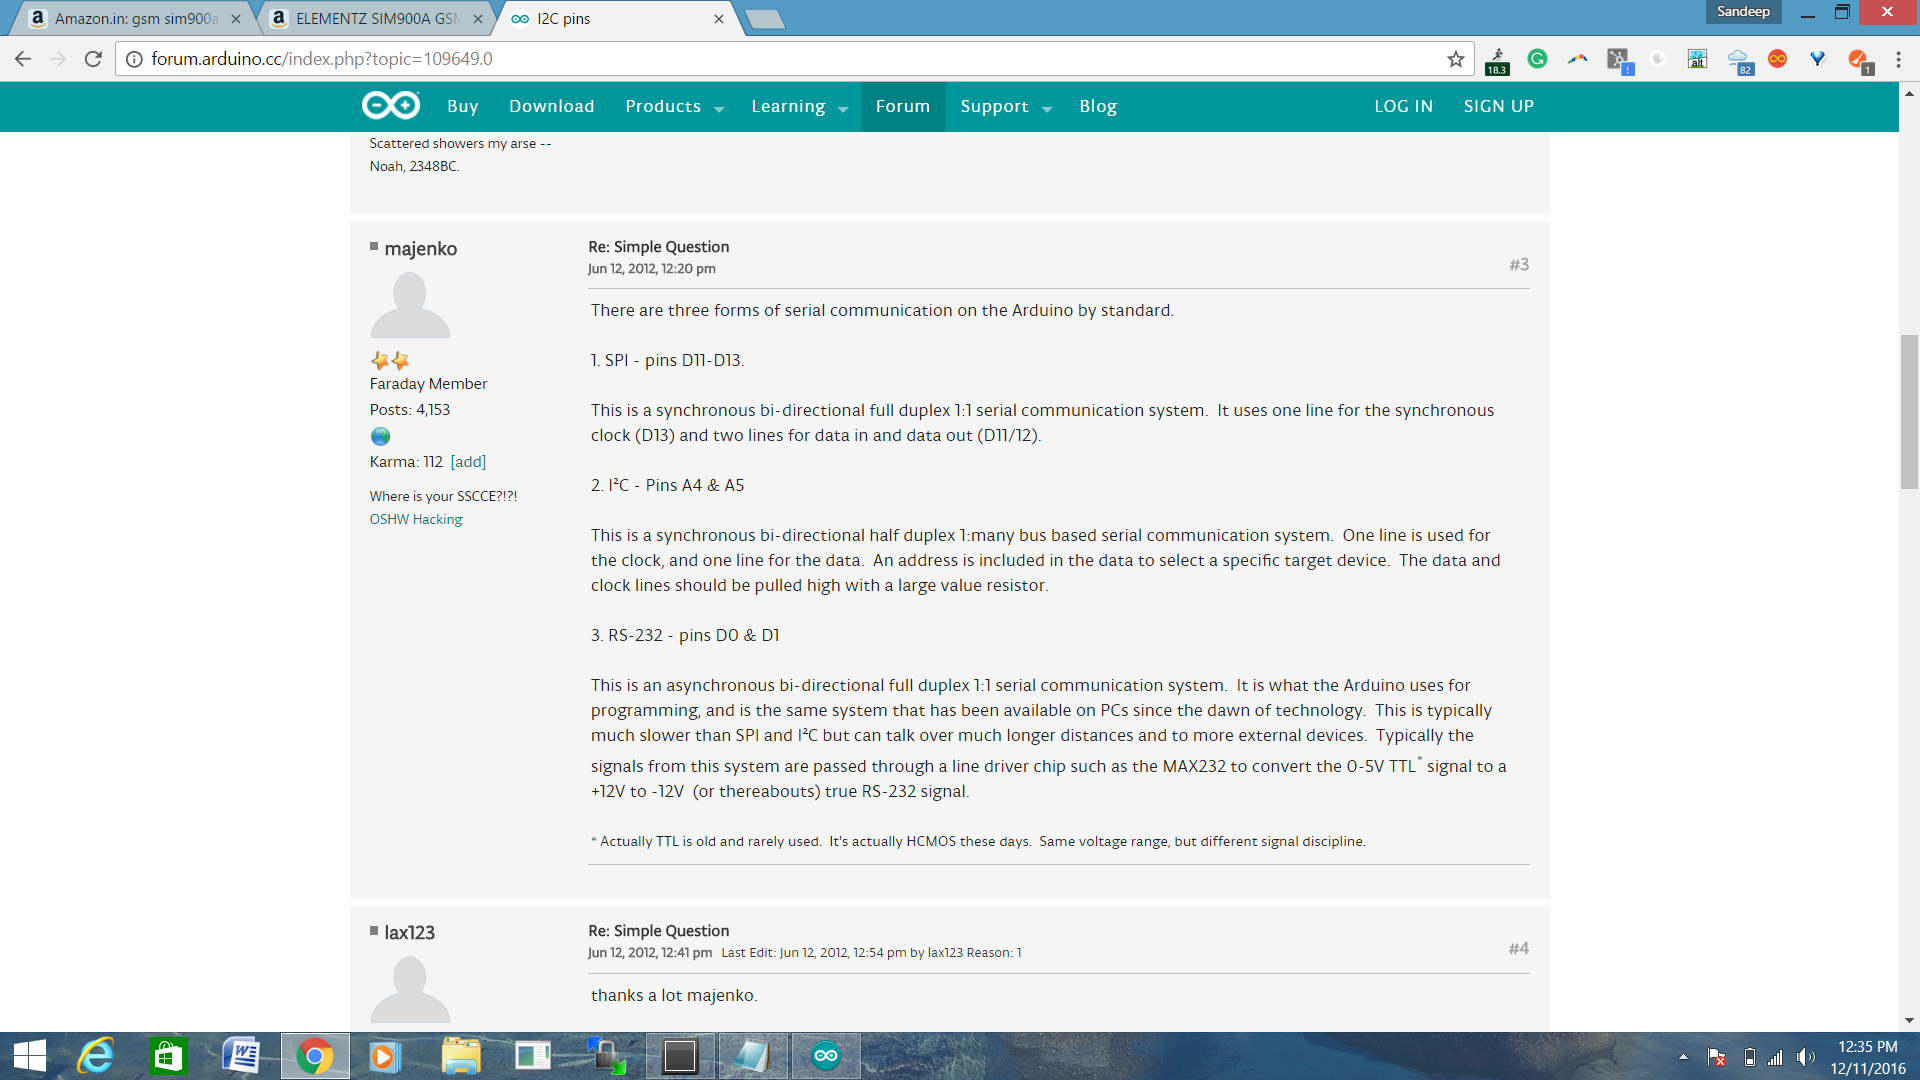 Amazon.in: gsm sim900a
ELEMENTZ SIM900A GSM
I2C pins
Sandeep
forum.arduino.cc/index.php?topic=109649.0
18.3
alt
82
1
Buy Download Products Learning Forum Support Blog LOG IN SIGN UP
Scattered showers my arse --
Noah, 2348BC.
majenko
Re: Simple Question
Jun 12, 2012, 12:20 pm
#3
Faraday Member
Posts: 4,153
Karma: 112 [add]
Where is your SSCCE?!?!
OSHW Hacking
There are three forms of serial communication on the Arduino by standard.
1. SPI - pins D11-D13.
This is a synchronous bi-directional full duplex 1:1 serial communication system. It uses one line for the synchronous
clock (D13) and two lines for data in and data out (D11/12).
2. I²C - Pins A4 & A5
This is a synchronous bi-directional half duplex 1:many bus based serial communication system. One line is used for
the clock, and one line for the data. An address is included in the data to select a specific target device. The data and
clock lines should be pulled high with a large value resistor.
3. RS-232 - pins D0 & D1
This is an asynchronous bi-directional full duplex 1:1 serial communication system. It is what the Arduino uses for
programming, and is the same system that has been available on PCs since the dawn of technology. This is typically
much slower than SPI and I²C but can talk over much longer distances and to more external devices. Typically the
signals from this system are passed through a line driver chip such as the MAX232 to convert the 0-5V TTL* signal to a
+12V to -12V (or thereabouts) true RS-232 signal.
* Actually TTL is old and rarely used. It's actually HCMOS these days. Same voltage range, but different signal discipline.
lax123
Re: Simple Question
Jun 12, 2012, 12:41 pm Last Edit: Jun 12, 2012, 12:54 pm by lax123 Reason: 1
#4
thanks a lot majenko.
12:35 PM
12/11/2016